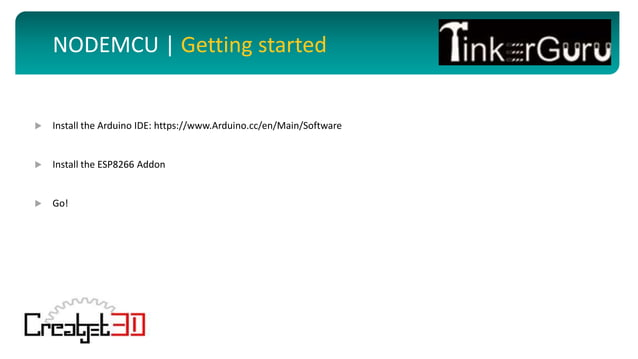 NODEMCU | Getting started
TinkerGuru
Install the Arduino IDE: https://www.Arduino.cc/en/Main/Software
Install the ESP8266 Addon
Go!
Creatjet3D